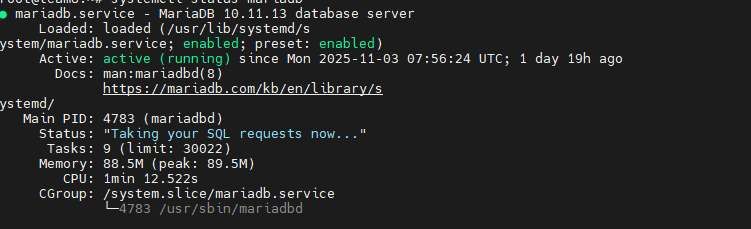 ● mariadb.service - MariaDB 10.11.13 database server
Loaded: loaded (/usr/lib/systemd/s
ystem/mariadb.service; enabled; preset: enabled)
Active: active (running) since Mon 2025-11-03 07:56:24 UTC; 1 day 19h ago
Docs: man:mariadbd(8)
https://mariadb.com/kb/en/library/s
ystemd/
Main PID: 4783 (mariadbd)
Status: "Taking your SQL requests now..."
Tasks: 9 (limit: 30022)
Memory: 88.5M (peak: 89.5M)
CPU: 1min 12.522s
CGroup: /system.slice/mariadb.service
└─4783 /usr/sbin/mariadbd